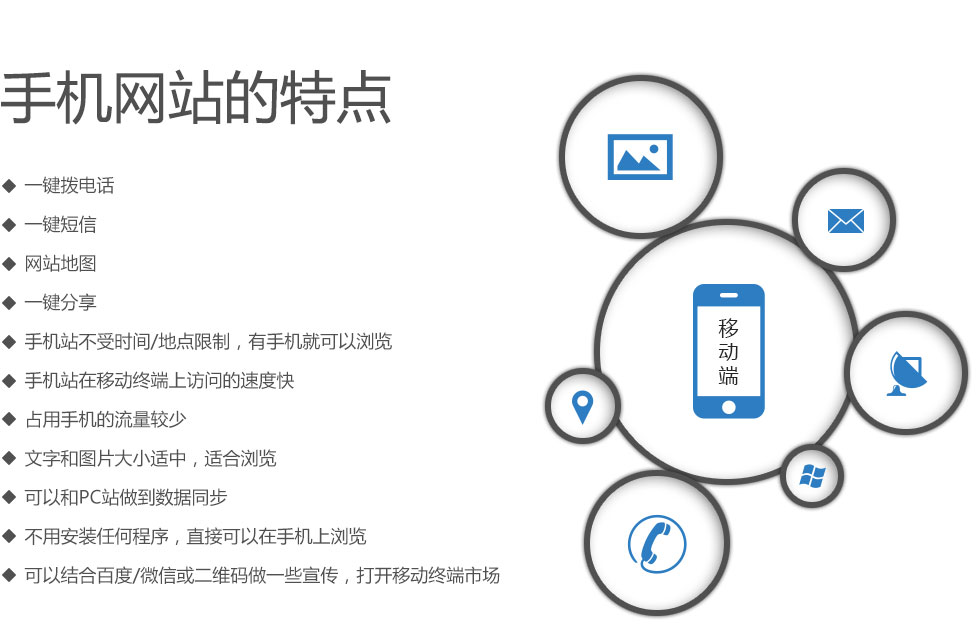 手机网站的特点
◆ 一键拨电话
◆ 一键短信
◆ 网站地图
◆ 一键分享
◆ 手机站不受时间/地点限制，有手机就可以浏览
◆ 手机站在移动终端上访问的速度快
◆ 占用手机的流量较少
◆ 文字和图片大小适中，适合浏览
◆ 可以和PC站做到数据同步
◆ 不用安装任何程序，直接可以在手机上浏览
◆ 可以结合百度/微信或二维码做一些宣传，打开移动终端市场
移动端